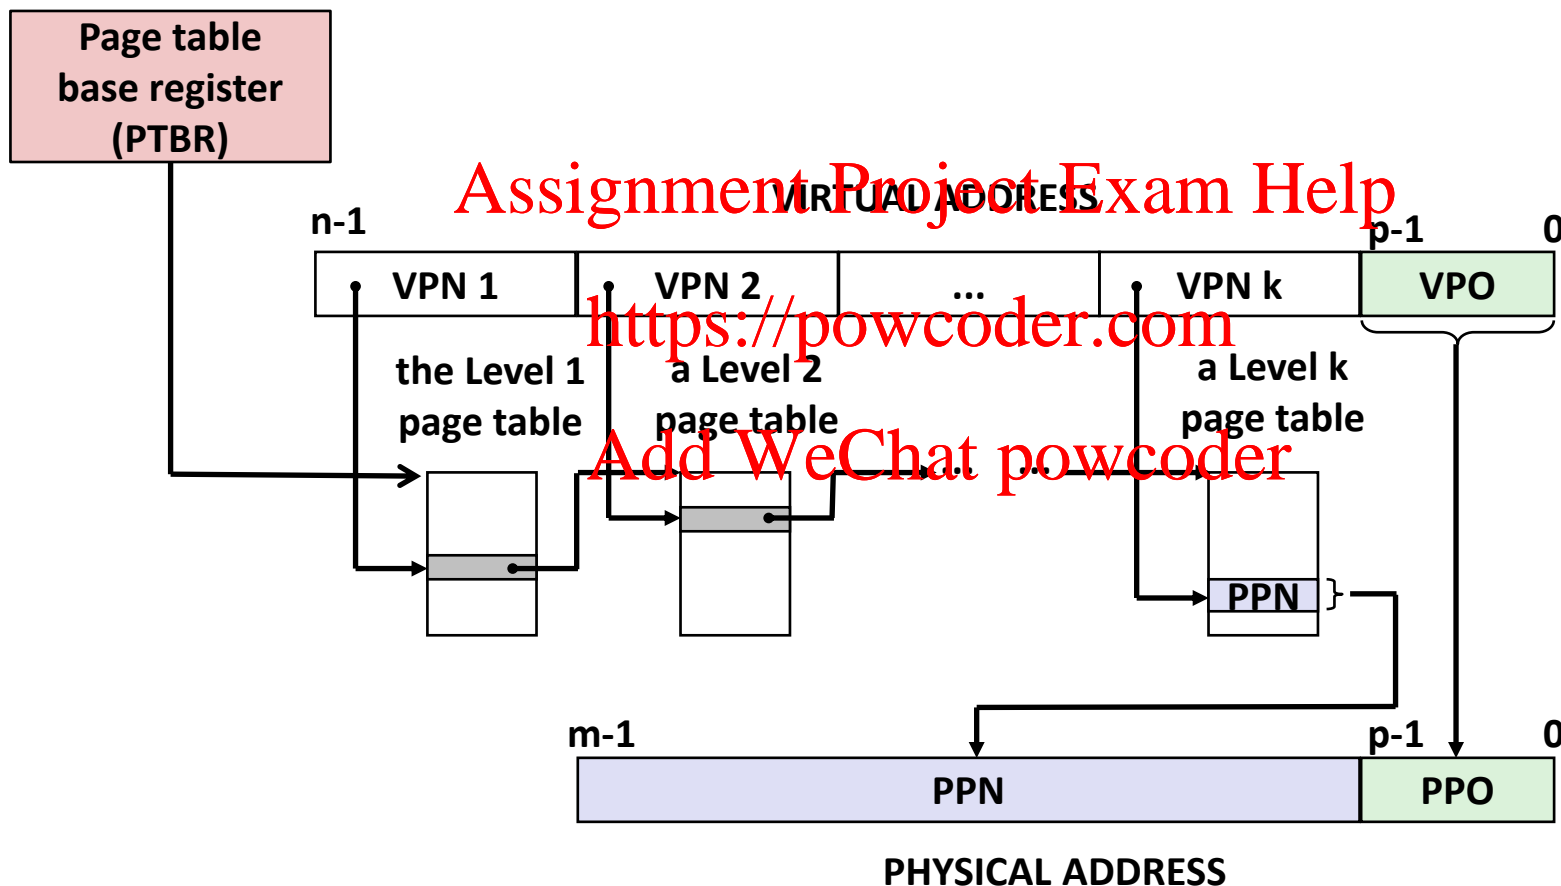 Page table
base register
(PTBR)
Assignment Project Exam Help
VIRTUAL ADDRESS
n-1
p-1
0
VPN 1
VPN 2
...
VPN k
VPO
https://powcoder.com
the Level 1
page table
a Level 2
page table
a Level k
page table
Add WeChat powcoder
...
...
PPN
m-1
p-1
0
PPN
PPO
PHYSICAL ADDRESS